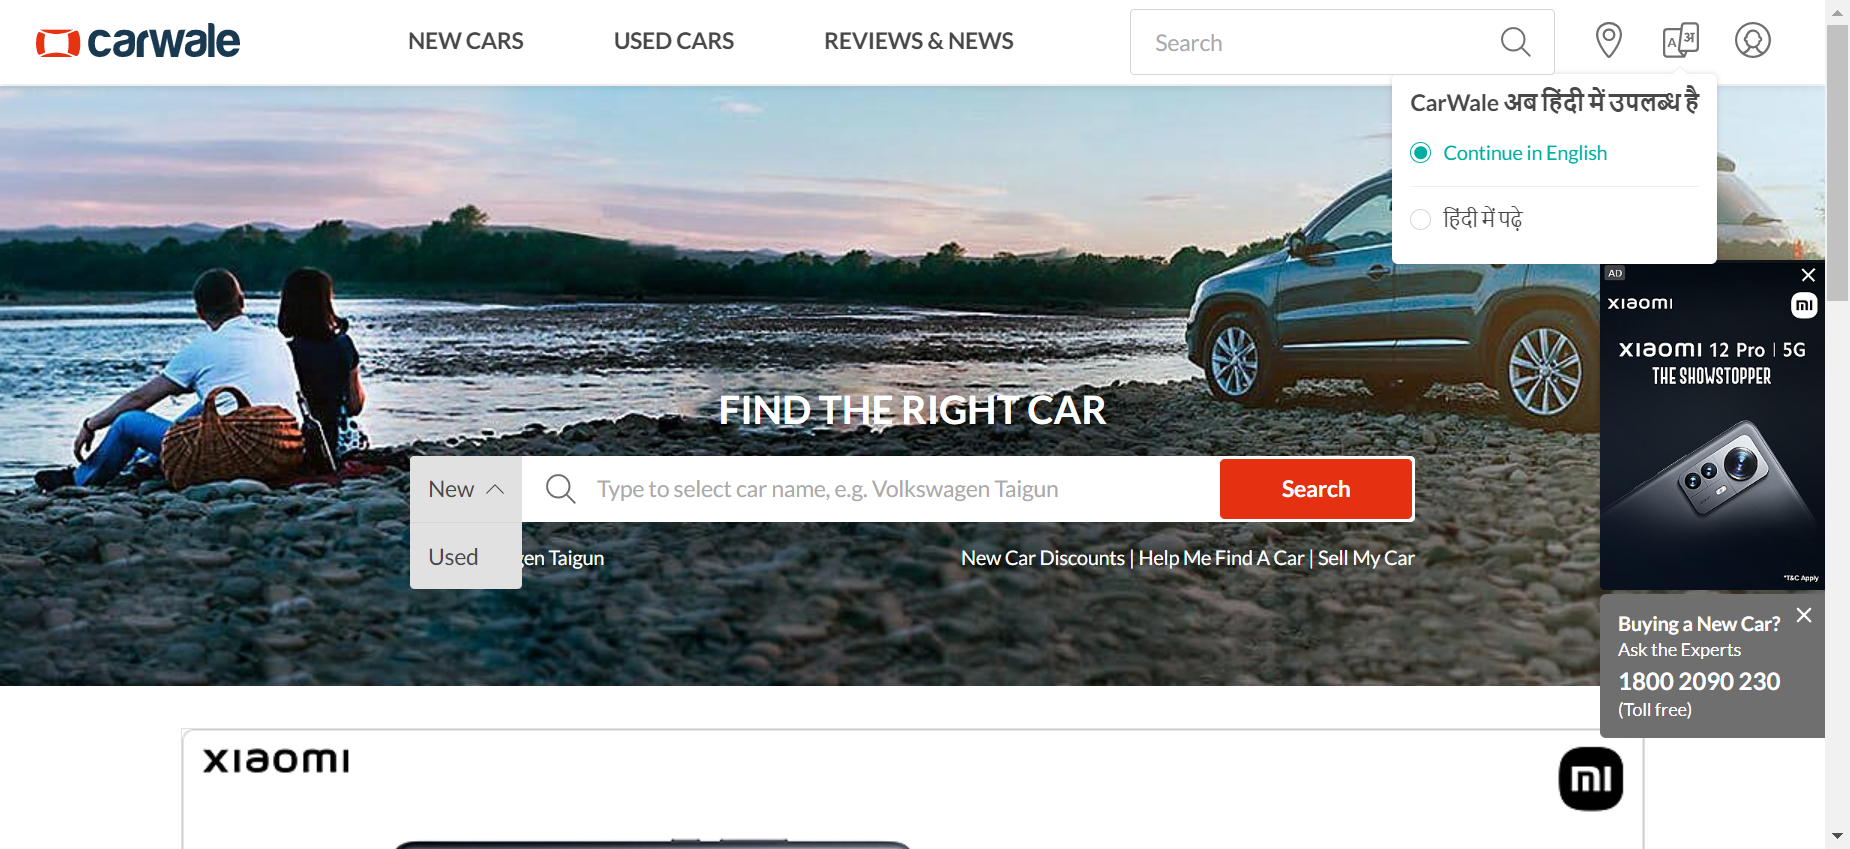 carwale
NEW CARS
USED CARS
REVIEWS & NEWS
Search
A अ
CarWale अब हिंदी में उपलब्ध है
Continue in English
हिंदी में पढ़े
AD
xiaomi
mi
xiaomi 12 Pro | 5G
THE SHOWSTOPPER
*T&C Apply
FIND THE RIGHT CAR
New
Type to select car name, e.g. Volkswagen Taigun
Search
Used
gen Taigun
New Car Discounts | Help Me Find A Car | Sell My Car
Buying a New Car?
Ask the Experts
1800 2090 230
(Toll free)
xiaomi
mi